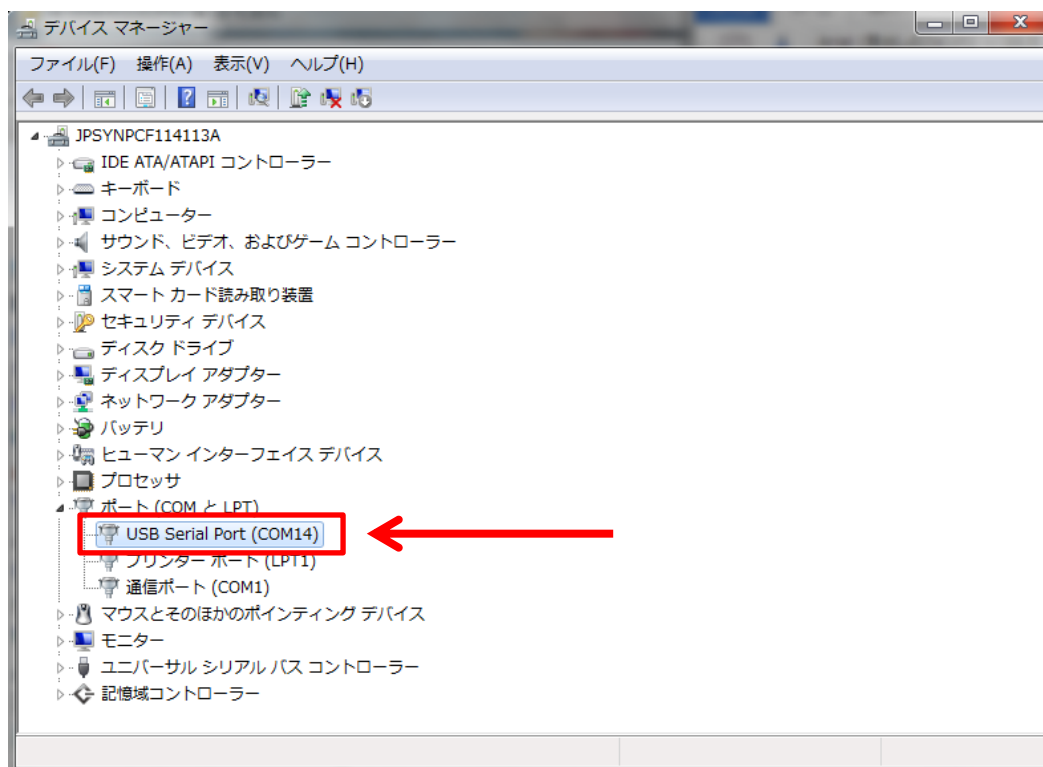 デバイス マネージャー
ファイル(F) 操作(A) 表示(V) ヘルプ(H)
JPSYNPCF114113A
IDE ATA/ATAPI コントローラー
キーボード
コンピューター
サウンド、ビデオ、およびゲーム コントローラー
システム デバイス
スマート カード読み取り装置
セキュリティ デバイス
ディスク ドライブ
ディスプレイ アダプター
ネットワーク アダプター
バッテリ
ヒューマン インターフェイス デバイス
プロセッサ
ポート (COM と LPT)
USB Serial Port (COM14)
プリンター ポート (LPT1)
通信ポート (COM1)
マウスとそのほかのポインティング デバイス
モニター
ユニバーサル シリアル バス コントローラー
記憶域コントローラー